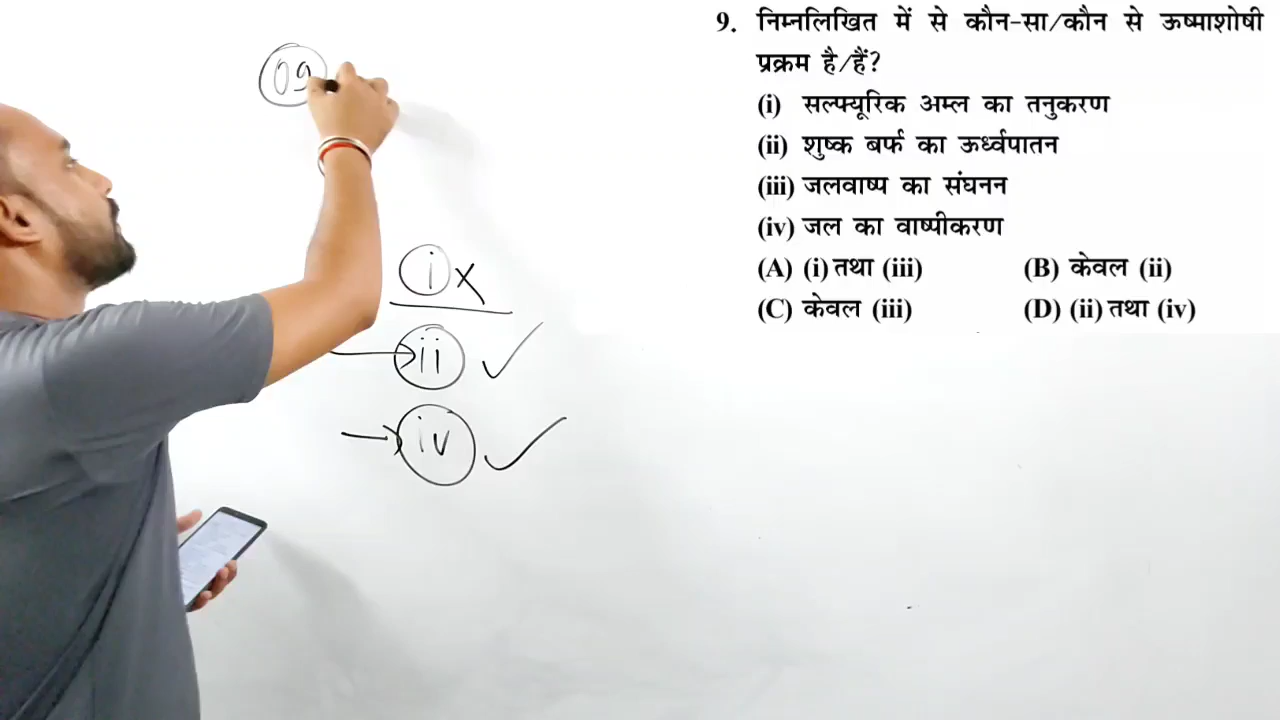 09
i x
ii ✓
iv ✓
9. निम्नलिखित में से कौन-सा/कौन से ऊष्माशोषी
प्रक्रम है/हैं?
(i) सल्फ्यूरिक अम्ल का तनुकरण
(ii) शुष्क बर्फ का ऊर्ध्वपातन
(iii) जलवाष्प का संघनन
(iv) जल का वाष्पीकरण
(A) (i) तथा (iii) (B) केवल (ii)
(C) केवल (iii) (D) (ii) तथा (iv)